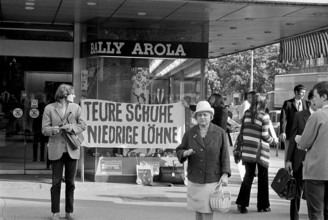 BALLY AROLA
TEURE SCHUHE
NIEDRIGE LÖHNE